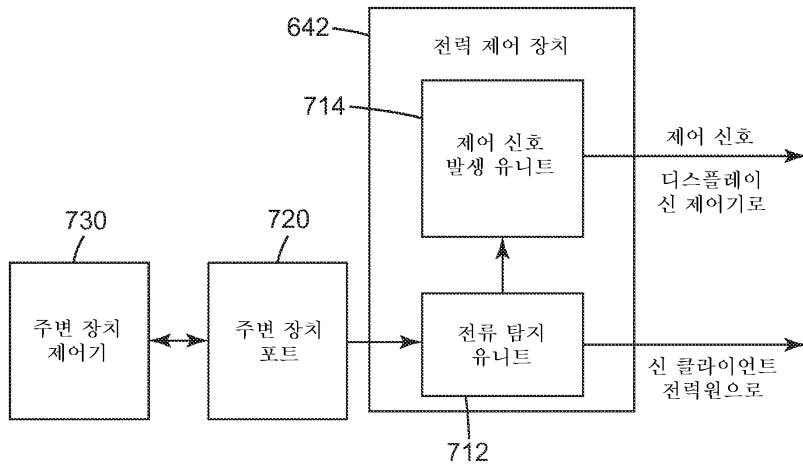 642
전력 제어 장치
714
제어 신호
발생 유니트
제어 신호
디스플레이
신 제어기로
730
720
주변 장치
제어기
주변 장치
포트
전류 탐지
유니트
신 클라이언트
전력원으로
712